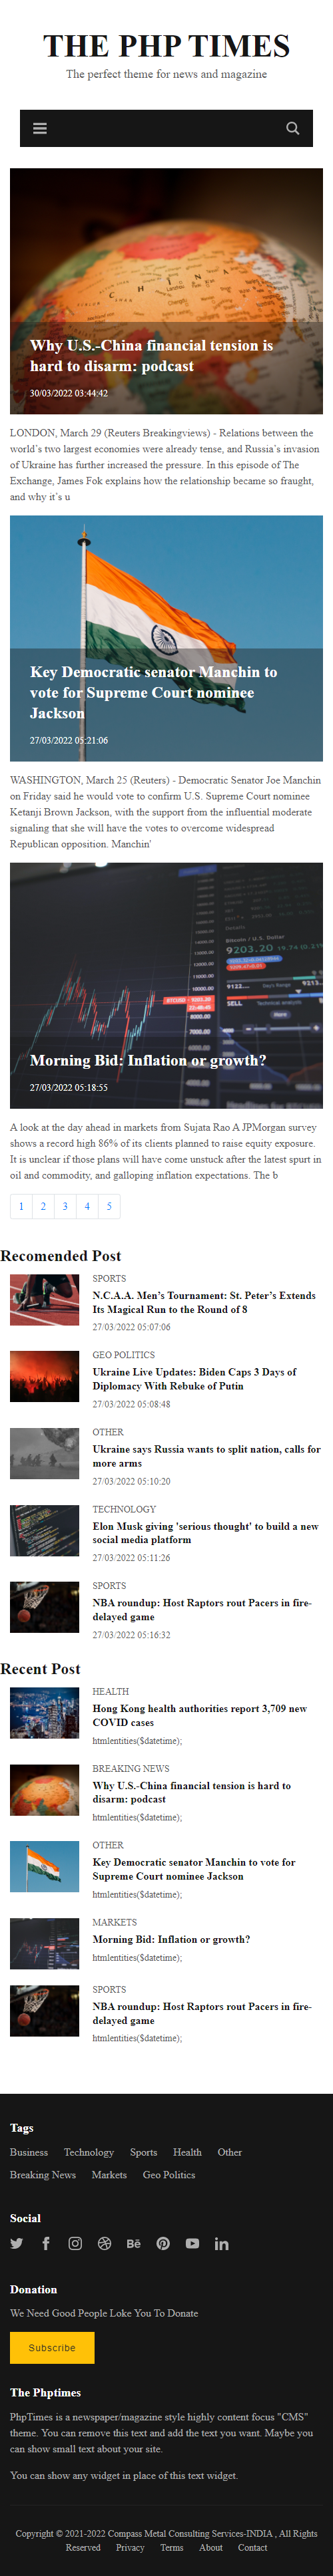 THE PHP TIMES
The perfect theme for news and magazine
C H I N A
Why U.S.-China financial tension is
hard to disarm: podcast
30/03/2022 03:44:42
LONDON, March 29 (Reuters Breakingviews) - Relations between the
world’s two largest economies were already tense, and Russia’s invasion
of Ukraine has further increased the pressure. In this episode of The
Exchange, James Fok explains how the relationship became so fraught,
and why it’s u
Key Democratic senator Manchin to
vote for Supreme Court nominee
Jackson
27/03/2022 05:21:06
WASHINGTON, March 25 (Reuters) - Democratic Senator Joe Manchin
on Friday said he would vote to confirm U.S. Supreme Court nominee
Ketanji Brown Jackson, with the support from the influential moderate
signaling that she will have the votes to overcome widespread
Republican opposition. Manchin'
Bitcoin / U.S. Dollar
9203.20 19.74
SELL
Technical analysis
Morning Bid: Inflation or growth?
27/03/2022 05:18:55
A look at the day ahead in markets from Sujata Rao A JPMorgan survey
shows a record high 86% of its clients planned to raise equity exposure.
It is unclear if those plans will have come unstuck after the latest spurt in
oil and commodity, and galloping inflation expectations. The b
1 2 3 4 5
Recomended Post
SPORTS
N.C.A.A. Men’s Tournament: St. Peter’s Extends
Its Magical Run to the Round of 8
27/03/2022 05:07:06
GEO POLITICS
Ukraine Live Updates: Biden Caps 3 Days of
Diplomacy With Rebuke of Putin
27/03/2022 05:08:48
OTHER
Ukraine says Russia wants to split nation, calls for
more arms
27/03/2022 05:10:20
TECHNOLOGY
Elon Musk giving 'serious thought' to build a new
social media platform
27/03/2022 05:11:26
SPORTS
NBA roundup: Host Raptors rout Pacers in fire-
delayed game
27/03/2022 05:16:32
Recent Post
HEALTH
Hong Kong health authorities report 3,709 new
COVID cases
htmlentities($datetime);
BREAKING NEWS
Why U.S.-China financial tension is hard to
disarm: podcast
htmlentities($datetime);
OTHER
Key Democratic senator Manchin to vote for
Supreme Court nominee Jackson
htmlentities($datetime);
MARKETS
Morning Bid: Inflation or growth?
htmlentities($datetime);
SPORTS
NBA roundup: Host Raptors rout Pacers in fire-
delayed game
htmlentities($datetime);
Tags
Business Technology Sports Health Other
Breaking News Markets Geo Politics
Social
Donation
We Need Good People Loke You To Donate
Subscribe
The Phptimes
PhpTimes is a newspaper/magazine style highly content focus "CMS"
theme. You can remove this text and add the text you want. Maybe you
can show small text about your site.
You can show any widget in place of this text widget.
Copyright © 2021-2022 Compass Metal Consulting Services-INDIA , All Rights
Reserved Privacy Terms About Contact